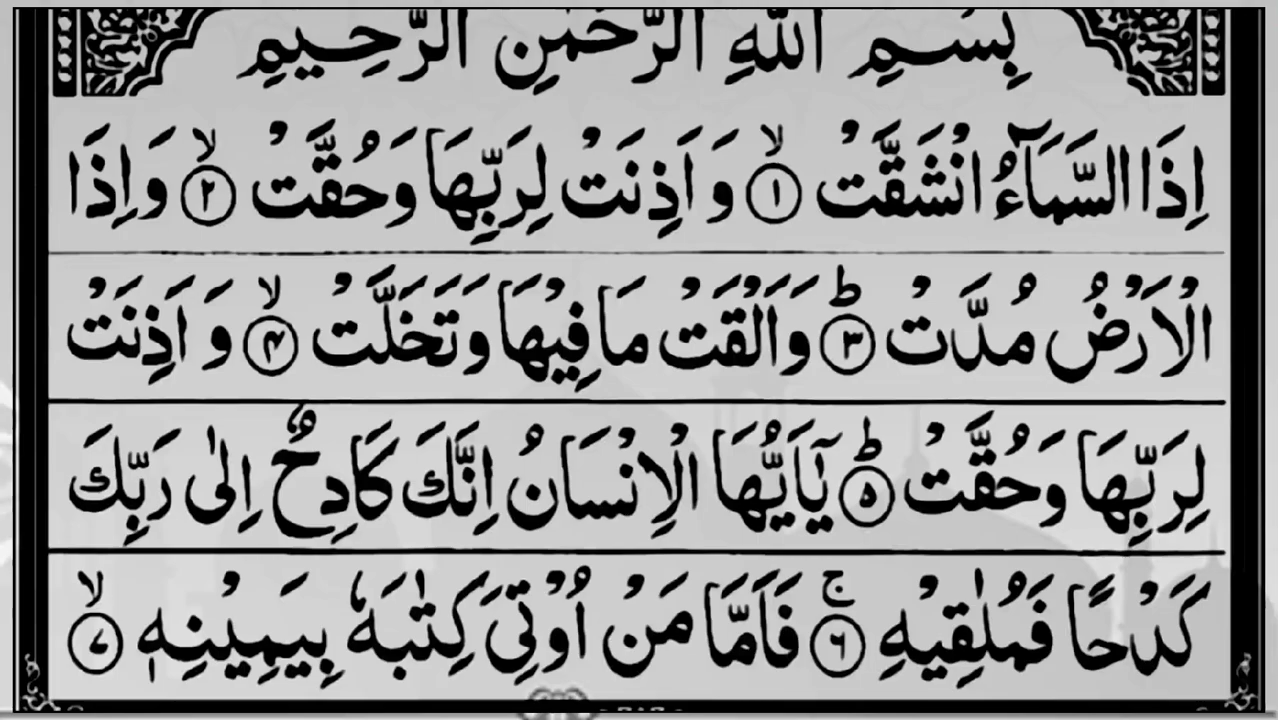 بِسْمِ اللّٰهِ الرَّحْمٰنِ الرَّحِيْمِ
اِذَا السَّمَآءُ انْشَقَّتْ ۙ﴿۱﴾ وَ اَذِنَتْ لِرَبِّهَا وَحُقَّتْ ۙ﴿۲﴾ وَ اِذَا
الْاَرْضُ مُدَّتْ ؕ﴿۳﴾ وَاَلْقَتْ مَا فِيْهَا وَتَخَلَّتْ ۙ﴿۴﴾ وَ اَذِنَتْ
لِرَبِّهَا وَحُقَّتْ ؕ﴿۵﴾ يٰۤاَيُّهَا الْاِنْسَانُ اِنَّكَ كَادِحٌ اِلٰى رَبِّكَ
كَدْحًا فَمُلٰقِيْهِ ۚ﴿۶﴾ فَاَمَّا مَنْ اُوْتِيَ كِتٰبَهٗ بِيَمِيْنِهٖ ۙ﴿۷﴾